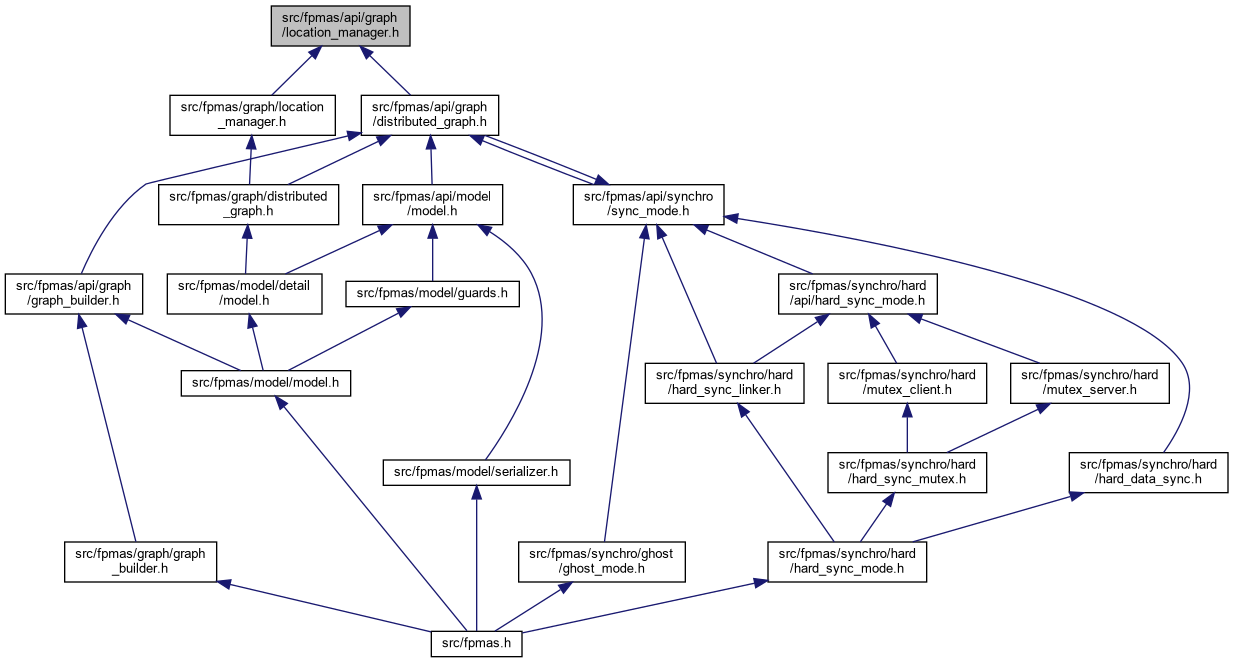 src/fpmas/api/graph
/location_manager.h
src/fpmas/graph/location
_manager.h
src/fpmas/api/graph
/distributed_graph.h
src/fpmas/graph/distributed
_graph.h
src/fpmas/api/model
/model.h
src/fpmas/api/synchro
/sync_mode.h
src/fpmas/api/graph
/graph_builder.h
src/fpmas/model/detail
/model.h
src/fpmas/model/guards.h
src/fpmas/synchro/hard
/api/hard_sync_mode.h
src/fpmas/model/model.h
src/fpmas/synchro/hard
/hard_sync_linker.h
src/fpmas/synchro/hard
/mutex_client.h
src/fpmas/synchro/hard
/mutex_server.h
src/fpmas/model/serializer.h
src/fpmas/synchro/hard
/hard_sync_mutex.h
src/fpmas/synchro/hard
/hard_data_sync.h
src/fpmas/graph/graph
_builder.h
src/fpmas/synchro/ghost
/ghost_mode.h
src/fpmas/synchro/hard
/hard_sync_mode.h
src/fpmas.h